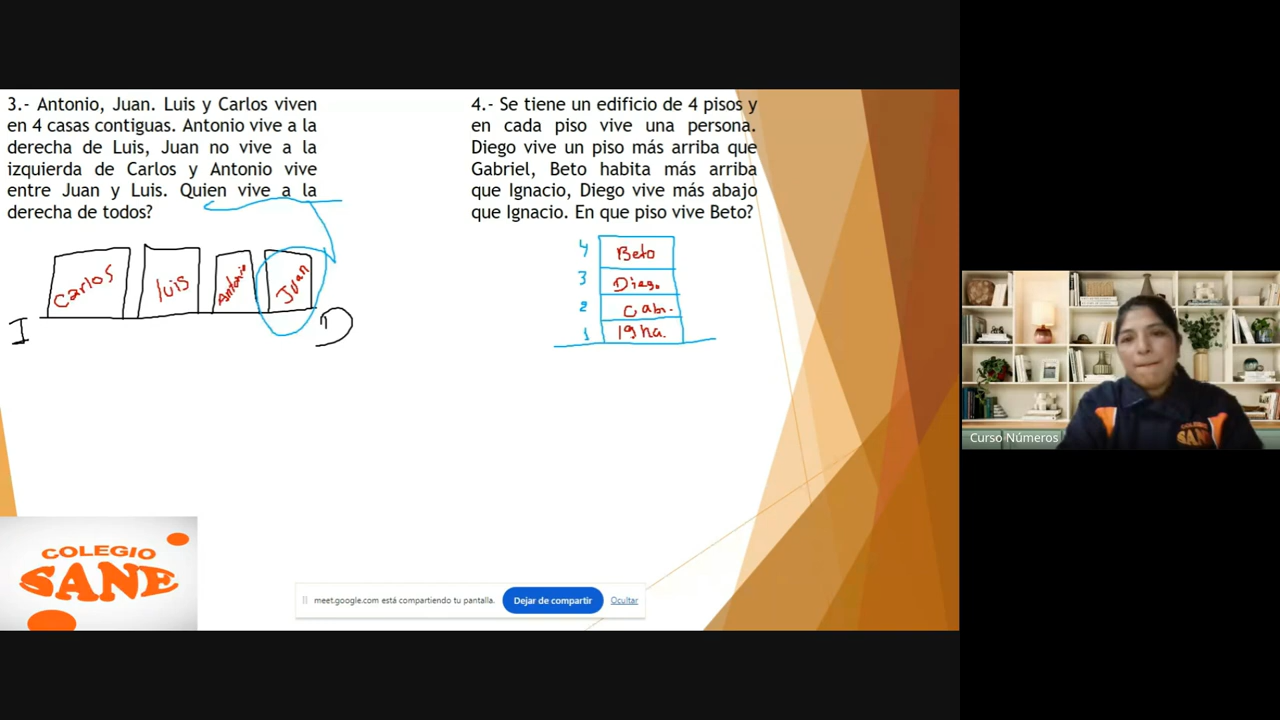 3.- Antonio, Juan. Luis y Carlos viven
en 4 casas contiguas. Antonio vive a la
derecha de Luis, Juan no vive a la
izquierda de Carlos y Antonio vive
entre Juan y Luis. Quien vive a la
derecha de todos?
Carlos
luis
Antonio
Juan
I
D
4.- Se tiene un edificio de 4 pisos y
en cada piso vive una persona.
Diego vive un piso más arriba que
Gabriel, Beto habita más arriba
que Ignacio, Diego vive más abajo
que Ignacio. En que piso vive Beto?
4 Beto
3 Diego
2 Gabr.
1 Igna.
COLEGIO
SANE
meet.google.com está compartiendo tu pantalla.
Dejar de compartir
Ocultar
COLEGIO
SANE
Curso Números